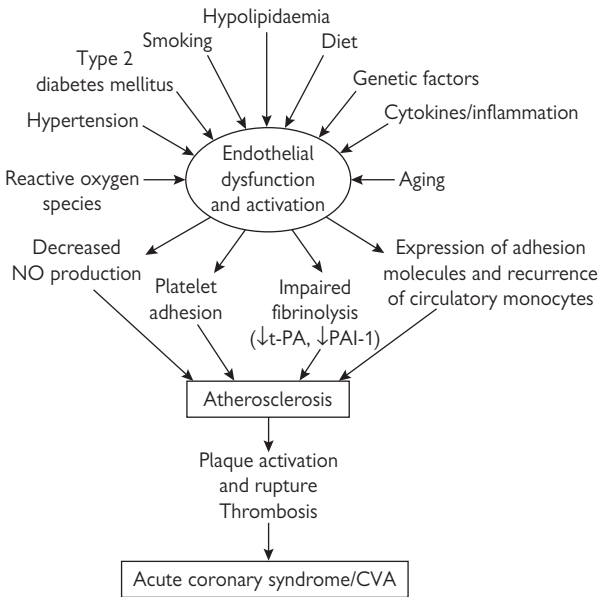 Hypolipidaemia
Smoking
Diet
Type 2
diabetes mellitus
Genetic factors
Cytokines/inflammation
Hypertension
Endothelial
dysfunction
and activation
Reactive oxygen
species
Aging
Decreased
NO production
Platelet
adhesion
Impaired
fibrinolysis
(↓t-PA, ↓PAI-1)
Expression of adhesion
molecules and recurrence
of circulatory monocytes
Atherosclerosis
Plaque activation
and rupture
Thrombosis
Acute coronary syndrome/CVA